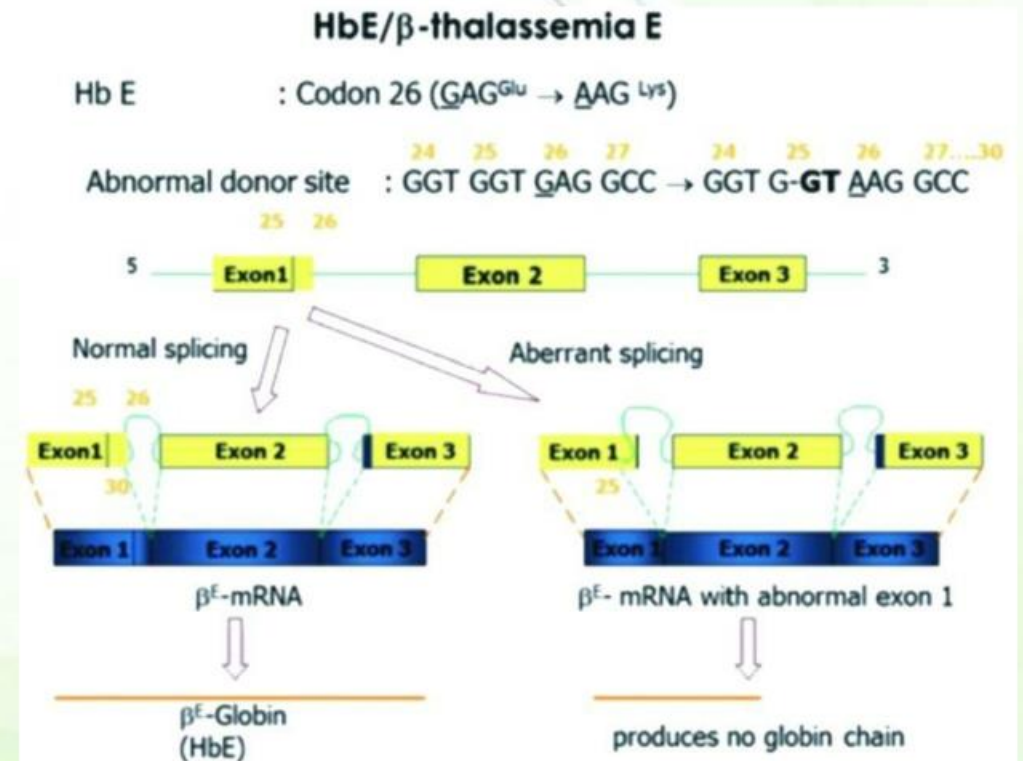 HbE/β-thalassemia E
Hb E : Codon 26 (GAGGlu → AAG Lys)
24 25 26 27 24 25 26 27....30
Abnormal donor site : GGT GGT GAG GCC → GGT G-GT AAG GCC
25 26
5 Exon1 Exon 2 Exon 3 3
Normal splicing Aberrant splicing
25 26
Exon1 Exon 2 Exon 3 Exon 1 Exon 2 Exon 3
30 25
Exon 1 Exon 2 Exon 3 Exon 1 Exon 2 Exon 3
βE-mRNA βE- mRNA with abnormal exon 1
βE-Globin
(HbE) produces no globin chain